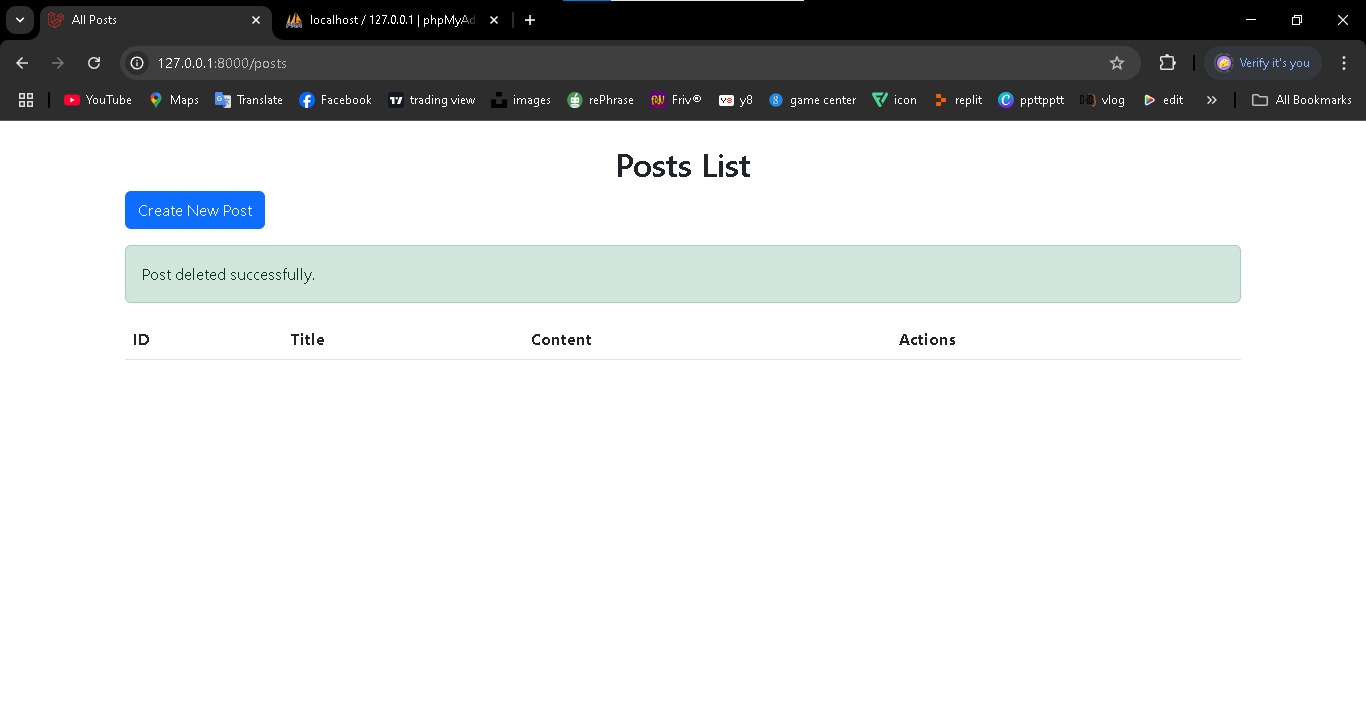 All Posts
localhost / 127.0.0.1 | phpMyAd
127.0.0.1:8000/posts
Verify it's you
YouTube
Maps
Translate
Facebook
trading view
images
rePhrase
Friv®
y8
game center
icon
replit
ppttpptt
vlog
edit
All Bookmarks
Posts List
Create New Post
Post deleted successfully.
ID Title Content Actions